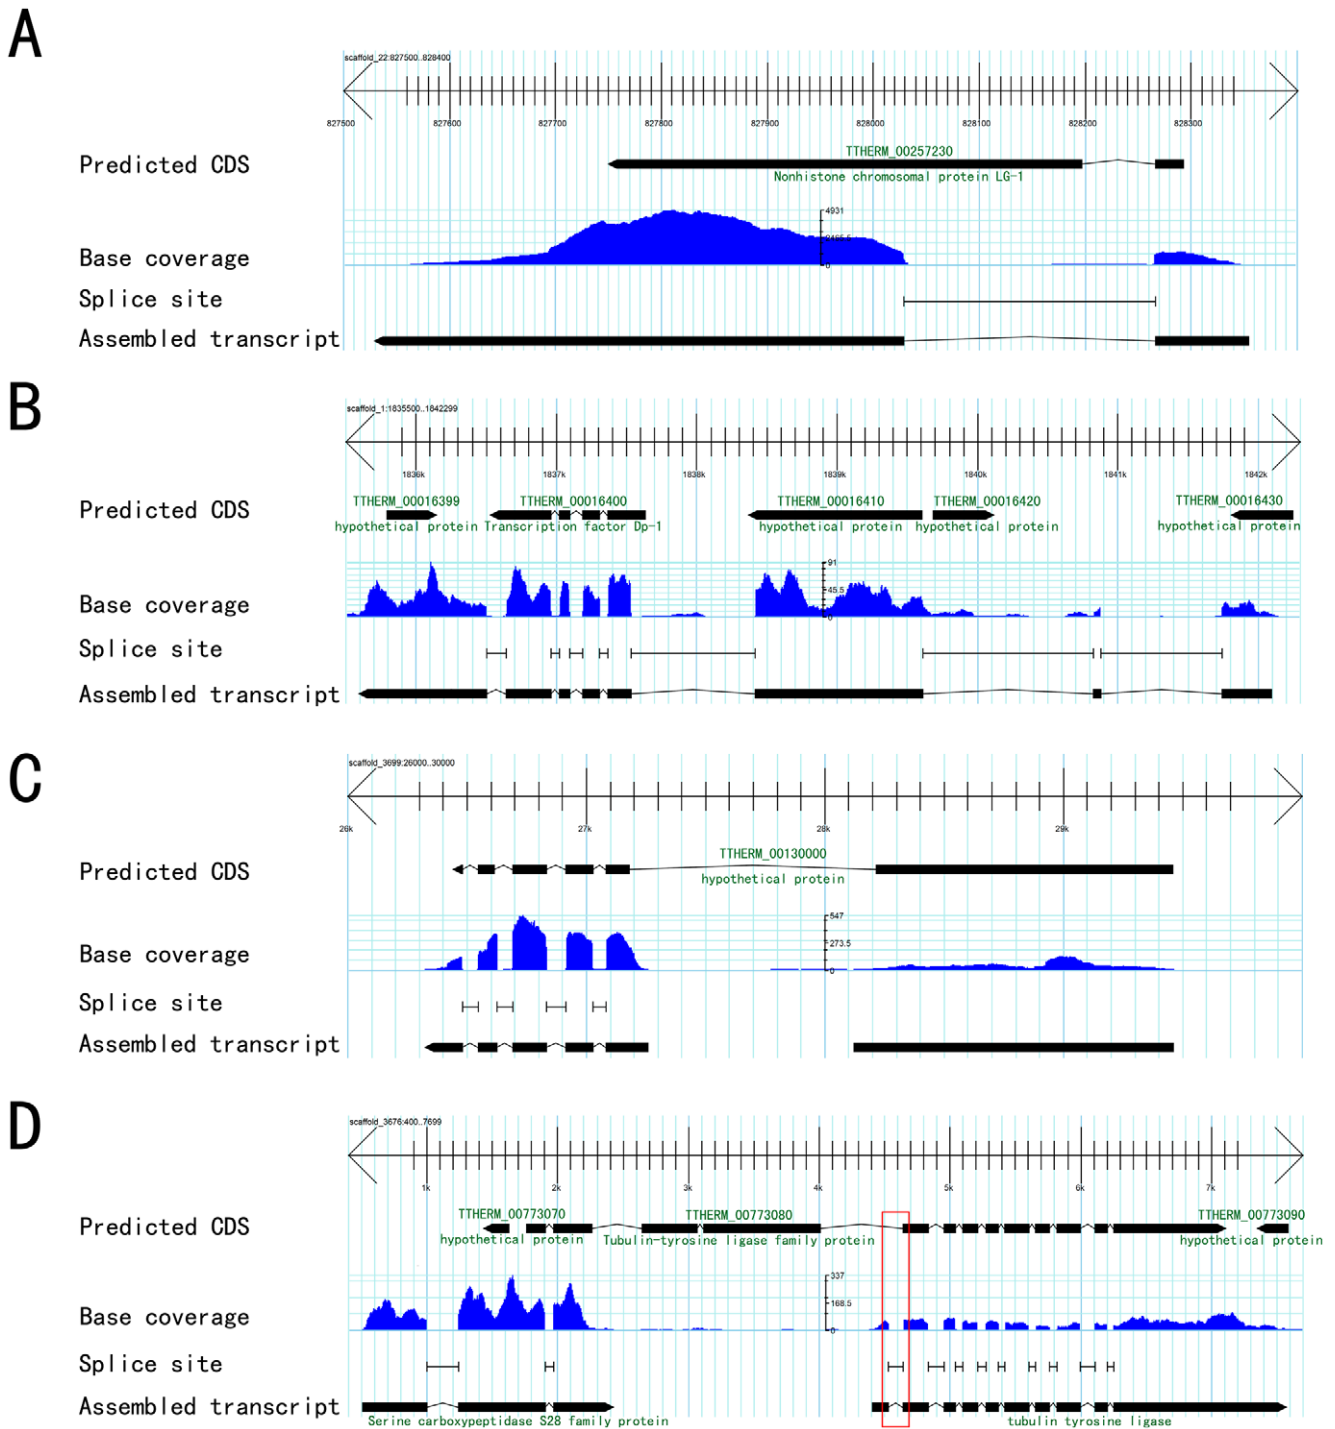 A
scaffold_22:827500..828400
827500 827600 827700 827800 827900 828000 828100 828200 828300
Predicted CDS
TTHERM_00257230
Nonhistone chromosomal protein LG-1
Base coverage
4931
2465.5
0
Splice site
Assembled transcript
B
scaffold_1:1835500..1842299
1836k 1837k 1838k 1839k 1840k 1841k 1842k
Predicted CDS
TTHERM_00016399 TTHERM_00016400 TTHERM_00016410 TTHERM_00016420 TTHERM_00016430
hypothetical protein Transcription factor Dp-1 hypothetical protein hypothetical protein hypothetical protein
Base coverage
91
45.5
0
Splice site
Assembled transcript
C
scaffold_3699:26000..30000
26k 27k 28k 29k
Predicted CDS
TTHERM_00130000
hypothetical protein
Base coverage
547
273.5
0
Splice site
Assembled transcript
D
scaffold_3676:400..7699
1k 2k 3k 4k 5k 6k 7k
Predicted CDS
TTHERM_00773070 TTHERM_00773080 TTHERM_00773090
hypothetical protein Tubulin-tyrosine ligase family protein hypothetical protein
Base coverage
337
168.5
0
Splice site
Assembled transcript
Serine carboxypeptidase S28 family protein tubulin tyrosine ligase